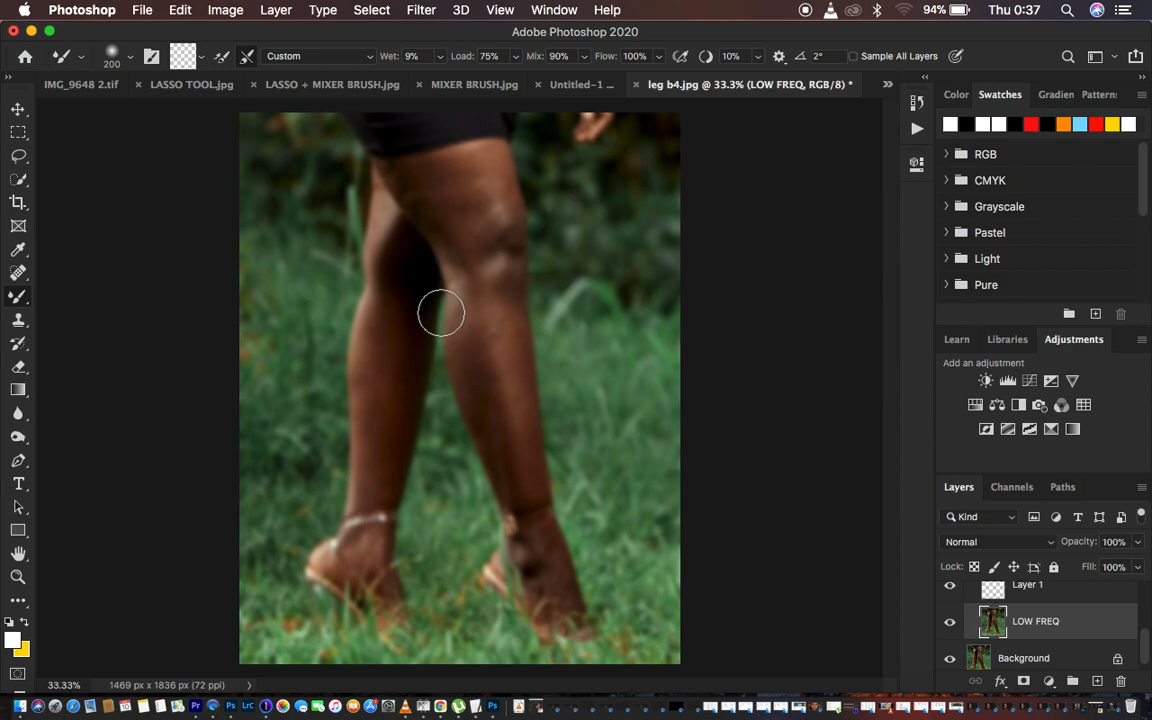 Photoshop File Edit Image Layer Type Select Filter 3D View Window Help 94% Thu 0:37
Adobe Photoshop 2020
200 Custom Wet: 9% Load: 75% Mix: 90% Flow: 100% 10% 2° Sample All Layers
IMG_9648 2.tif × LASSO TOOL.jpg × LASSO + MIXER BRUSH.jpg × MIXER BRUSH.jpg × Untitled-1 ... × leg b4.jpg @ 33.3% (LOW FREQ, RGB/8) *
Color Swatches Gradien Patterns
RGB
CMYK
Grayscale
Pastel
Light
Pure
Learn Libraries Adjustments
Add an adjustment
Layers Channels Paths
Kind
Normal Opacity: 100%
Lock: Fill: 100%
Layer 1
LOW FREQ
Background
33.33% 1469 px x 1836 px (72 ppi)